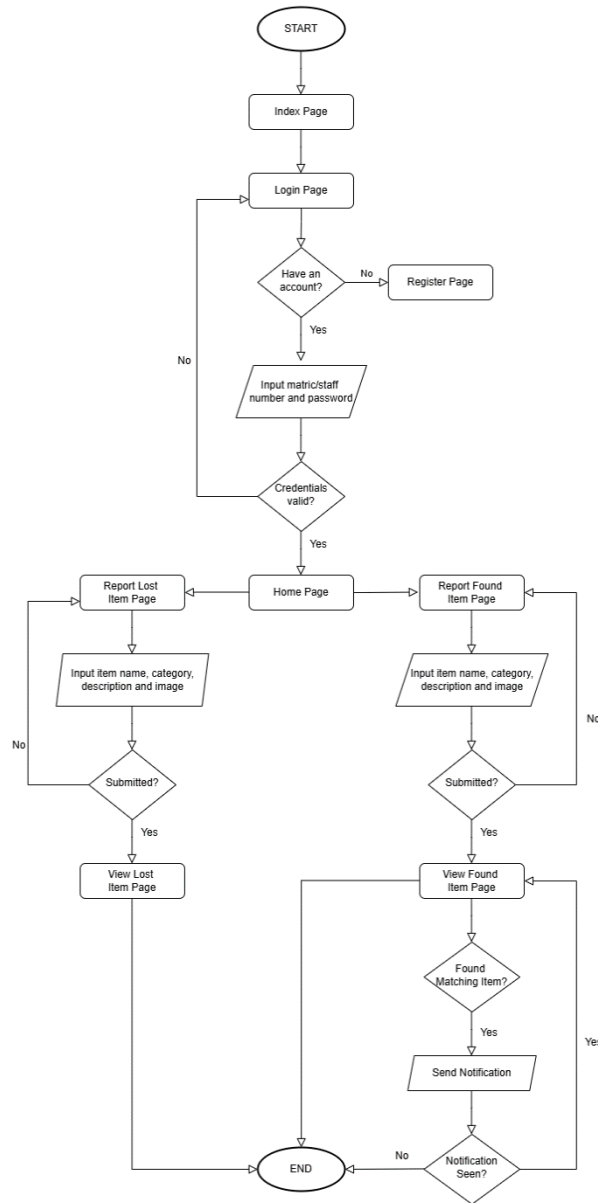 START
Index Page
Login Page
Have an
account?
No
Register Page
Yes
No
Input matric/staff
number and password
Credentials
valid?
Yes
Report Lost
Item Page
Home Page
Report Found
Item Page
Input item name, category,
description and image
Input item name, category,
description and image
No
No
Submitted?
Submitted?
Yes
Yes
View Lost
Item Page
View Found
Item Page
Found
Matching Item?
Yes
Yes
Send Notification
END
No
Notification
Seen?